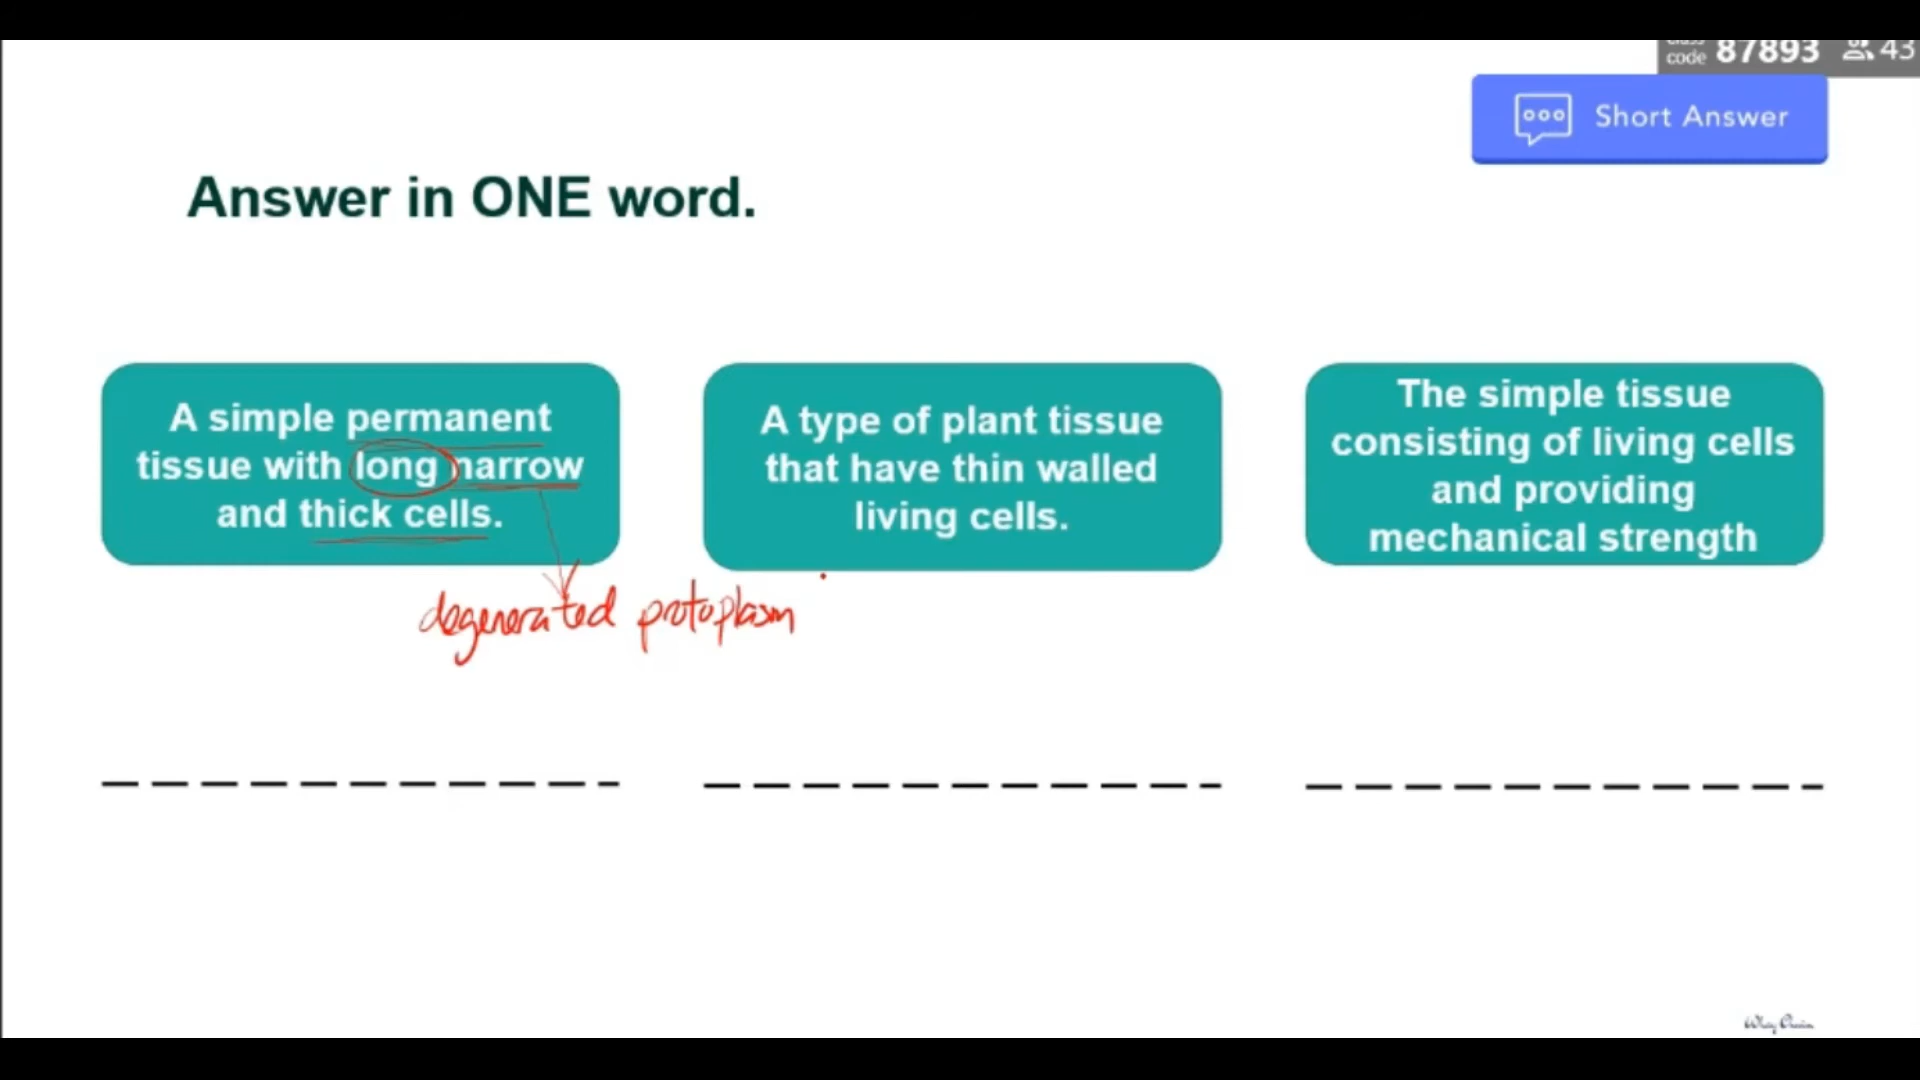 code 87893 43
Short Answer
Answer in ONE word.
A simple permanent
tissue with long narrow
and thick cells.
A type of plant tissue
that have thin walled
living cells.
The simple tissue
consisting of living cells
and providing
mechanical strength
degenerated protoplasm